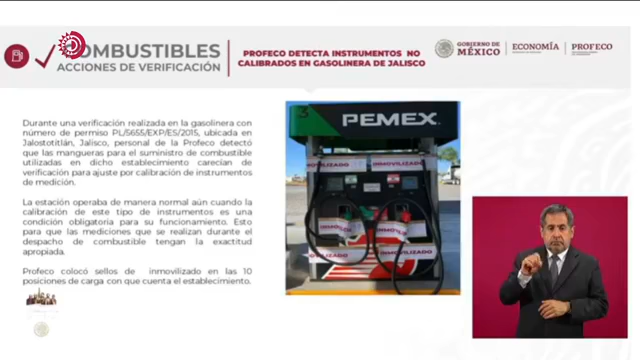 COMBUSTIBLES
ACCIONES DE VERIFICACIÓN
PROFECO DETECTA INSTRUMENTOS NO
CALIBRADOS EN GASOLINERA DE JALISCO
GOBIERNO DE
MÉXICO
ECONOMÍA
PROFECO
Durante una verificación realizada en la gasolinera con
número de permiso PL/5655/EXP/ES/2015, ubicada en
Jalostotitlán, Jalisco, personal de la Profeco detectó
que las mangueras para el suministro de combustible
utilizadas en dicho establecimiento carecían de
verificación para ajuste por calibración de instrumentos
de medición.
La estación operaba de manera normal aún cuando la
calibración de este tipo de instrumentos es una
condición obligatoria para su funcionamiento. Esto
para que las mediciones que se realizan durante el
despacho de combustible tengan la exactitud
apropiada.
Profeco colocó sellos de inmovilizado en las 10
posiciones de carga con que cuenta el establecimiento.
3
PEMEX
INMOVILIZADO
INMOVILIZADO